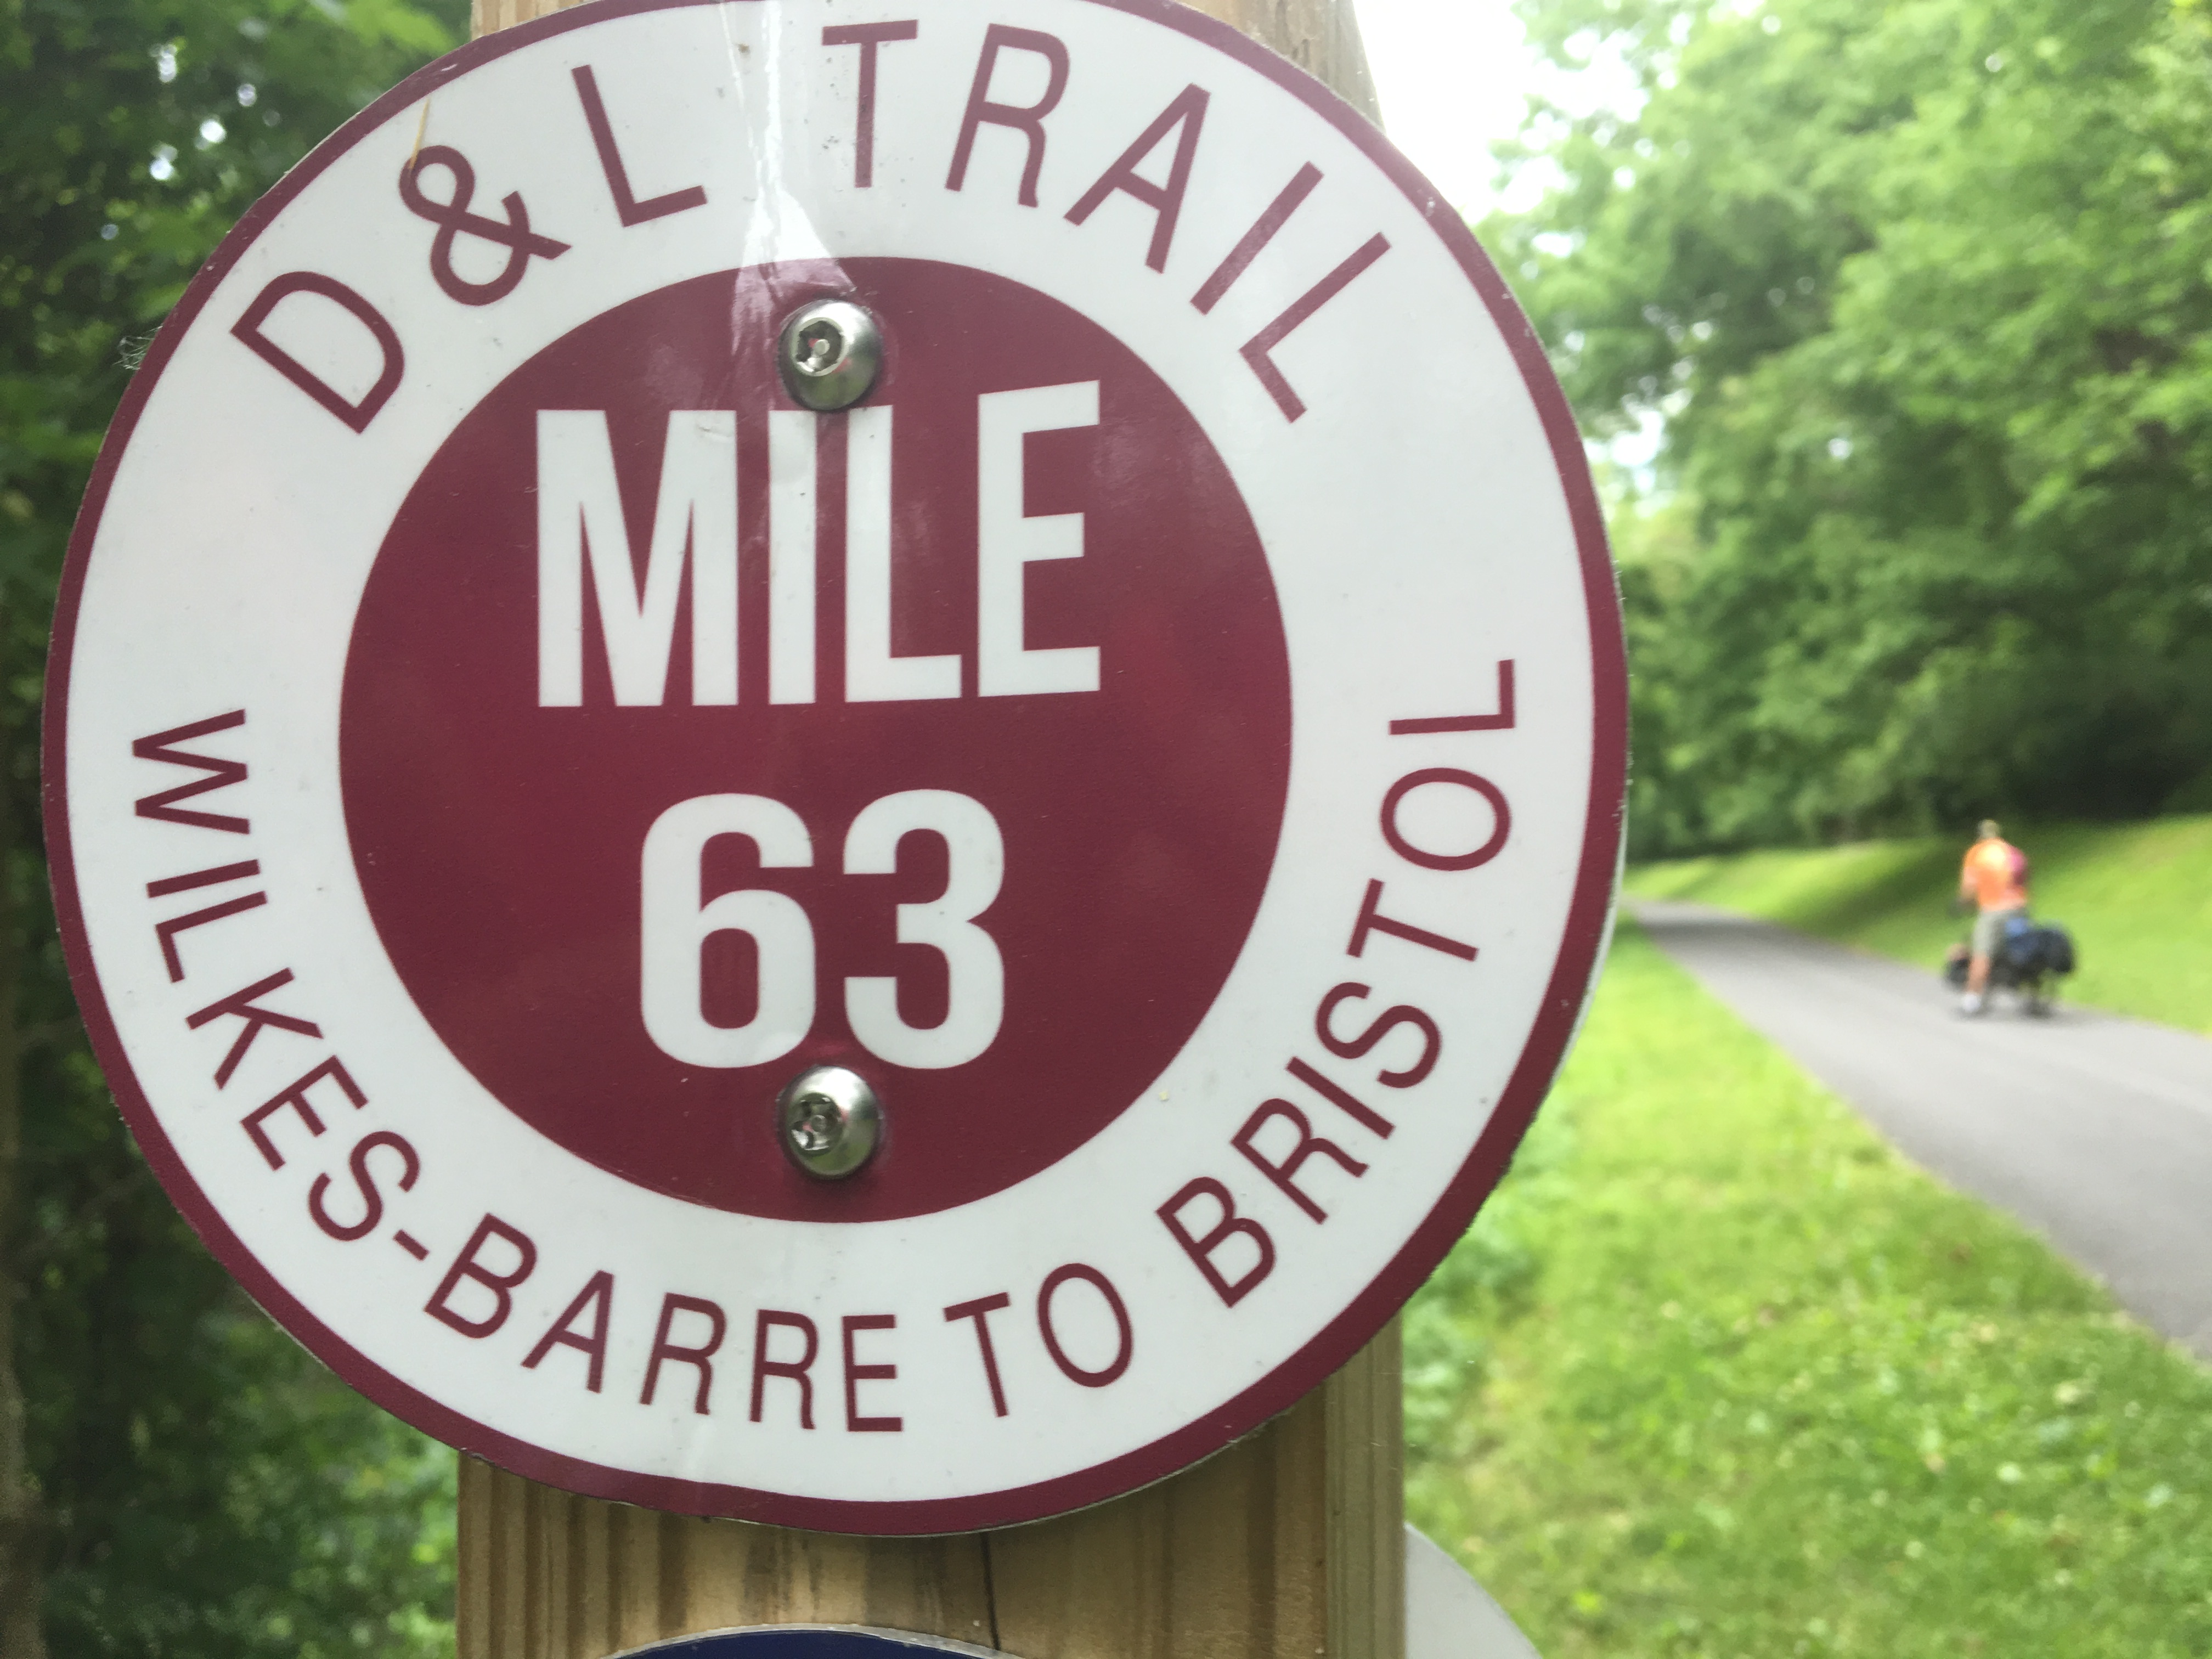 D&L TRAIL
MILE
63
WILKES-BARRE TO BRISTOL